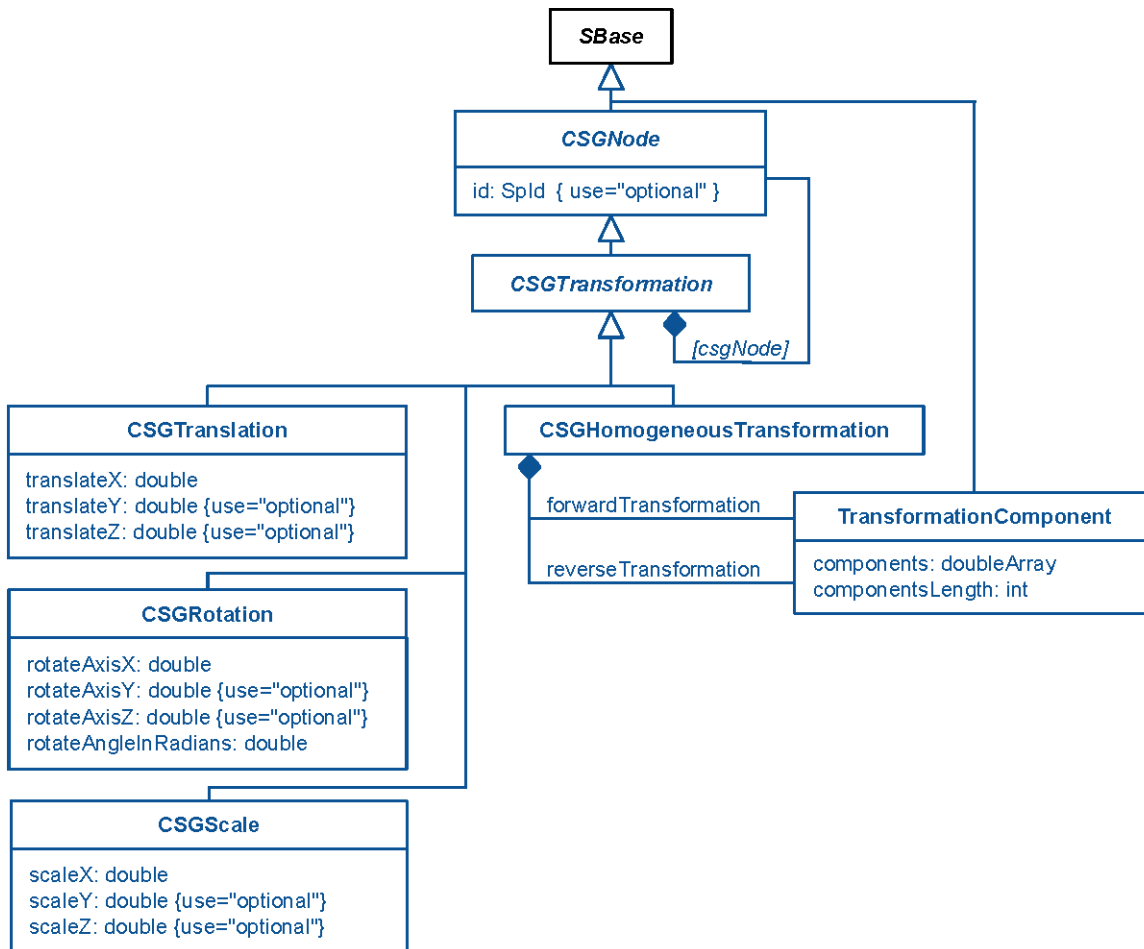 SBase
CSGNode
id: SpId { use="optional" }
CSGTransformation
[csgNode]
CSGTranslation
translateX: double
translateY: double {use="optional"}
translateZ: double {use="optional"}
CSGHomogeneousTransformation
forwardTransformation
reverseTransformation
TransformationComponent
components: doubleArray
componentsLength: int
CSGRotation
rotateAxisX: double
rotateAxisY: double {use="optional"}
rotateAxisZ: double {use="optional"}
rotateAngleInRadians: double
CSGScale
scaleX: double
scaleY: double {use="optional"}
scaleZ: double {use="optional"}